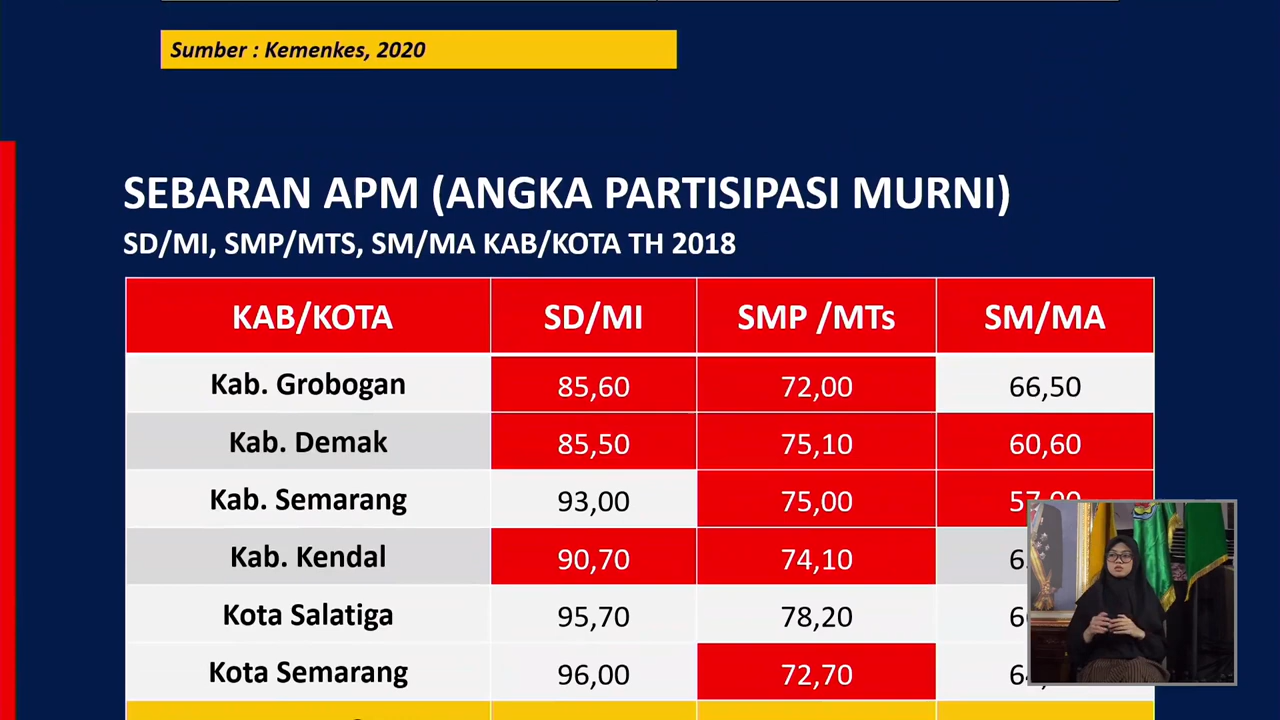 Sumber : Kemenkes, 2020
SEBARAN APM (ANGKA PARTISIPASI MURNI)
SD/MI, SMP/MTS, SM/MA KAB/KOTA TH 2018
KAB/KOTA SD/MI SMP /MTs SM/MA
Kab. Grobogan 85,60 72,00 66,50
Kab. Demak 85,50 75,10 60,60
Kab. Semarang 93,00 75,00
Kab. Kendal 90,70 74,10
Kota Salatiga 95,70 78,20
Kota Semarang 96,00 72,70